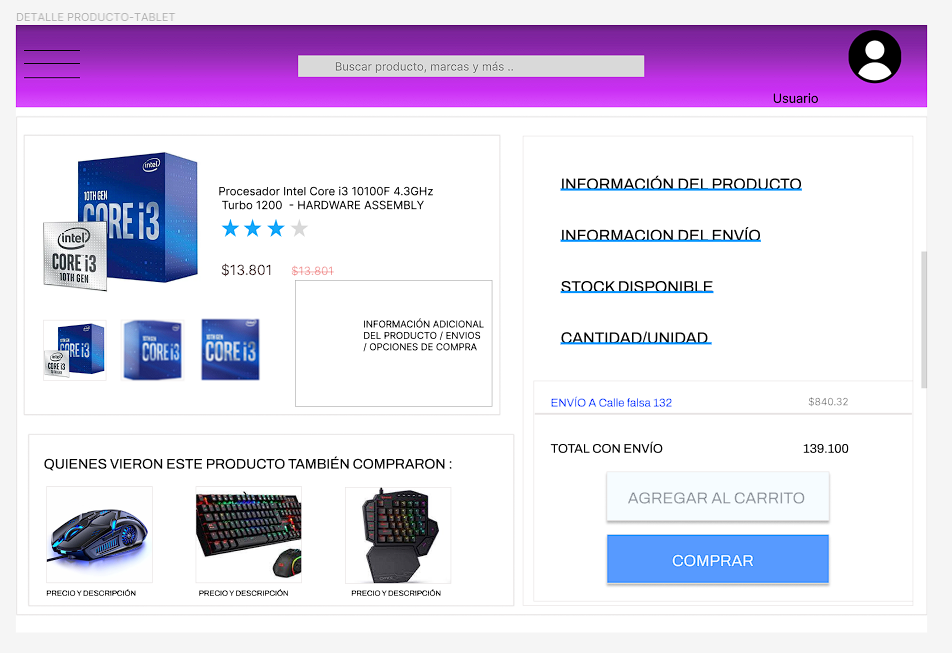 DETALLE PRODUCTO-TABLET
Buscar producto, marcas y más ..
Usuario
intel
10TH GEN
CORE i3
intel
CORE i3
10TH GEN
Procesador Intel Core i3 10100F 4.3GHz
Turbo 1200 - HARDWARE ASSEMBLY
$13.801 $13.801
INFORMACIÓN ADICIONAL
DEL PRODUCTO / ENVIOS
/ OPCIONES DE COMPRA
CORE i3
intel
CORE i3
CORE i3
CORE i3
QUIENES VIERON ESTE PRODUCTO TAMBIÉN COMPRARON :
PRECIO Y DESCRIPCIÓN
PRECIO Y DESCRIPCIÓN
PRECIO Y DESCRIPCIÓN
INFORMACIÓN DEL PRODUCTO
INFORMACION DEL ENVÍO
STOCK DISPONIBLE
CANTIDAD/UNIDAD
ENVÍO A Calle falsa 132 $840.32
TOTAL CON ENVÍO 139.100
AGREGAR AL CARRITO
COMPRAR